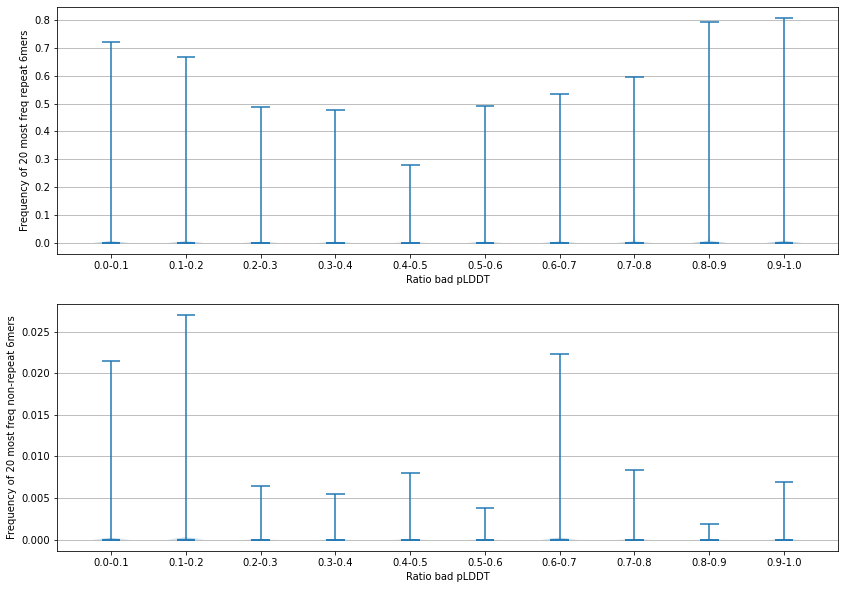 Frequency of 20 most freq repeat 6mers
0.8
0.7
0.6
0.5
0.4
0.3
0.2
0.1
0.0
0.0-0.1 0.1-0.2 0.2-0.3 0.3-0.4 0.4-0.5 0.5-0.6 0.6-0.7 0.7-0.8 0.8-0.9 0.9-1.0
Ratio bad pLDDT
Frequency of 20 most freq non-repeat 6mers
0.025
0.020
0.015
0.010
0.005
0.000
0.0-0.1 0.1-0.2 0.2-0.3 0.3-0.4 0.4-0.5 0.5-0.6 0.6-0.7 0.7-0.8 0.8-0.9 0.9-1.0
Ratio bad pLDDT